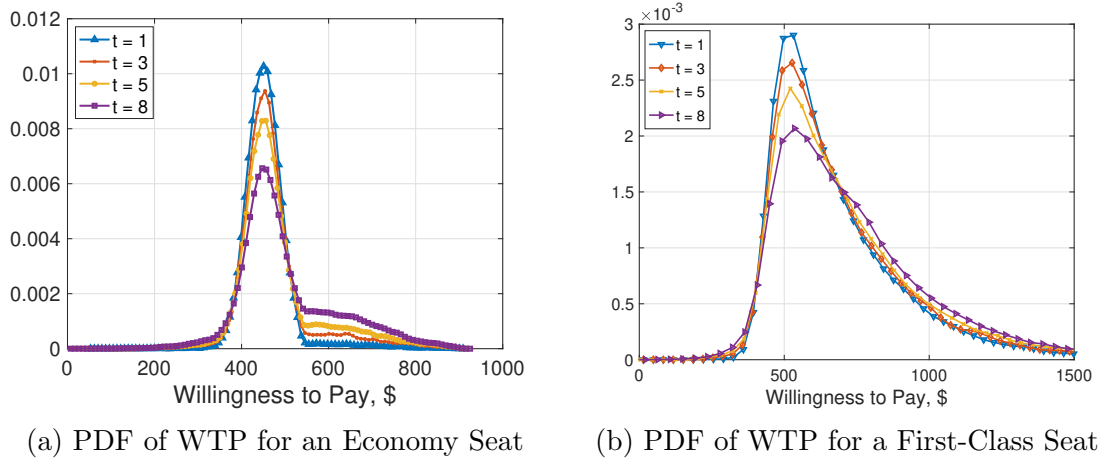 0.012
0.01
0.008
0.006
0.004
0.002
0
t = 1
t = 3
t = 5
t = 8
0 200 400 600 800 1000
Willingness to Pay, $
(a) PDF of WTP for an Economy Seat
×10⁻³
3
2.5
2
1.5
1
0.5
0
t = 1
t = 3
t = 5
t = 8
0 500 1000 1500
Willingness to Pay, $
(b) PDF of WTP for a First-Class Seat